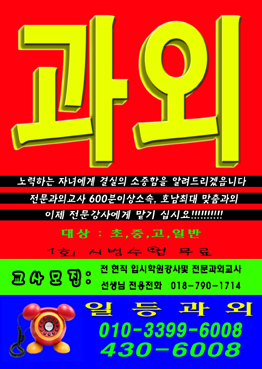 과외
노력하는 자녀에게 결실의 소중함을 알려드리겠습니다
전문과외교사 600분이상소속, 호남최대 맞춤과외
이제 전문강사에게 맡기 십시요!!!!!!!!!!
대상 : 초,중,고,일반
1회 시범수업 무료
교사모집: 전 현직 입시학원강사및 전문과외교사
선생님 전용전화 018-790-1714
일등과외
010-3399-6008
430-6008